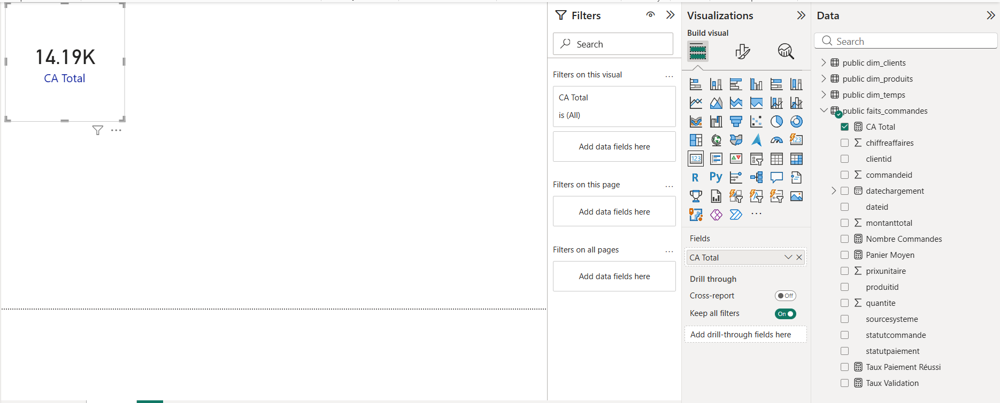 14.19K
CA Total
Filters
Search
Filters on this visual
...
CA Total
is (All)
Add data fields here
Filters on this page
...
Add data fields here
Filters on all pages
...
Add data fields here
Visualizations
Build visual
123
123
R
Py
...
Fields
CA Total
Drill through
Cross-report
Off
Keep all filters
On
Add drill-through fields here
Data
Search
public dim_clients
public dim_produits
public dim_temps
public faits_commandes
CA Total
chiffreaffaires
clientid
commandeid
datechargement
dateid
montanttotal
Nombre Commandes
Panier Moyen
prixunitaire
produitid
quantite
sourcesysteme
statutcommande
statutpaiement
Taux Paiement Réussi
Taux Validation